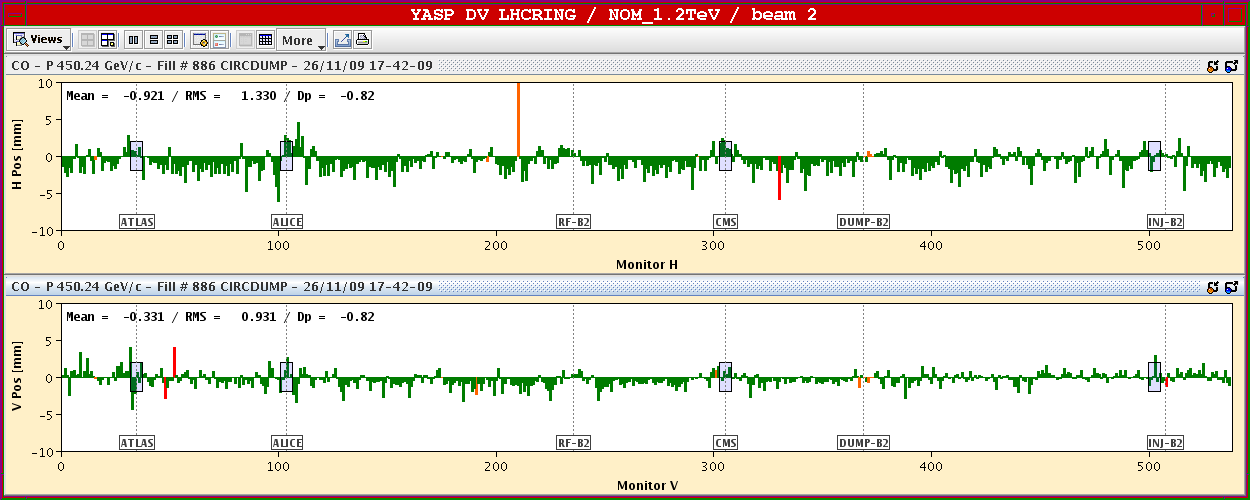 YASP DV LHCRING / NOM_1.2TeV / beam 2
Views More
CO - P 450.24 GeV/c - Fill # 886 CIRCDUMP - 26/11/09 17-42-09
Mean = -0.921 / RMS = 1.330 / Dp = -0.82
H Pos [mm]
10
5
0
-5
-10
ATLAS ALICE RF-B2 CMS DUMP-B2 INJ-B2
0 100 200 300 400 500
Monitor H
CO - P 450.24 GeV/c - Fill # 886 CIRCDUMP - 26/11/09 17-42-09
Mean = -0.331 / RMS = 0.931 / Dp = -0.82
V Pos [mm]
10
5
0
-5
-10
ATLAS ALICE RF-B2 CMS DUMP-B2 INJ-B2
0 100 200 300 400 500
Monitor V